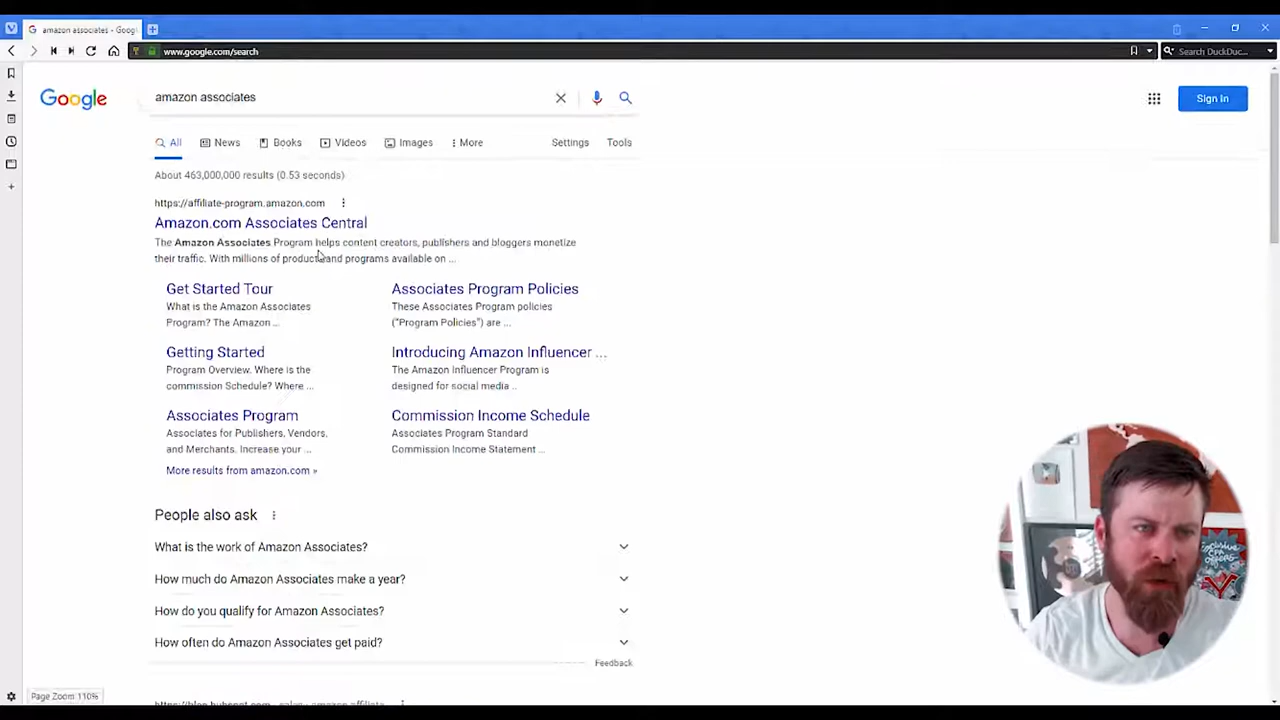 amazon associates - Goog
www.google.com/search
Search DuckDuc...
Google
amazon associates
Sign In
All
News
Books
Videos
Images
More
Settings
Tools
About 463,000,000 results (0.53 seconds)
https://affiliate-program.amazon.com
Amazon.com Associates Central
The Amazon Associates Program helps content creators, publishers and bloggers monetize
their traffic. With millions of products and programs available on ...
Get Started Tour
What is the Amazon Associates
Program? The Amazon ...
Associates Program Policies
These Associates Program policies
("Program Policies") are ...
Getting Started
Program Overview. Where is the
commission Schedule? Where ...
Introducing Amazon Influencer ...
The Amazon Influencer Program is
designed for social media ..
Associates Program
Associates for Publishers, Vendors,
and Merchants. Increase your ...
Commission Income Schedule
Associates Program Standard
Commission Income Statement ...
More results from amazon.com »
People also ask
What is the work of Amazon Associates?
How much do Amazon Associates make a year?
How do you qualify for Amazon Associates?
How often do Amazon Associates get paid?
Feedback
Page Zoom 110%